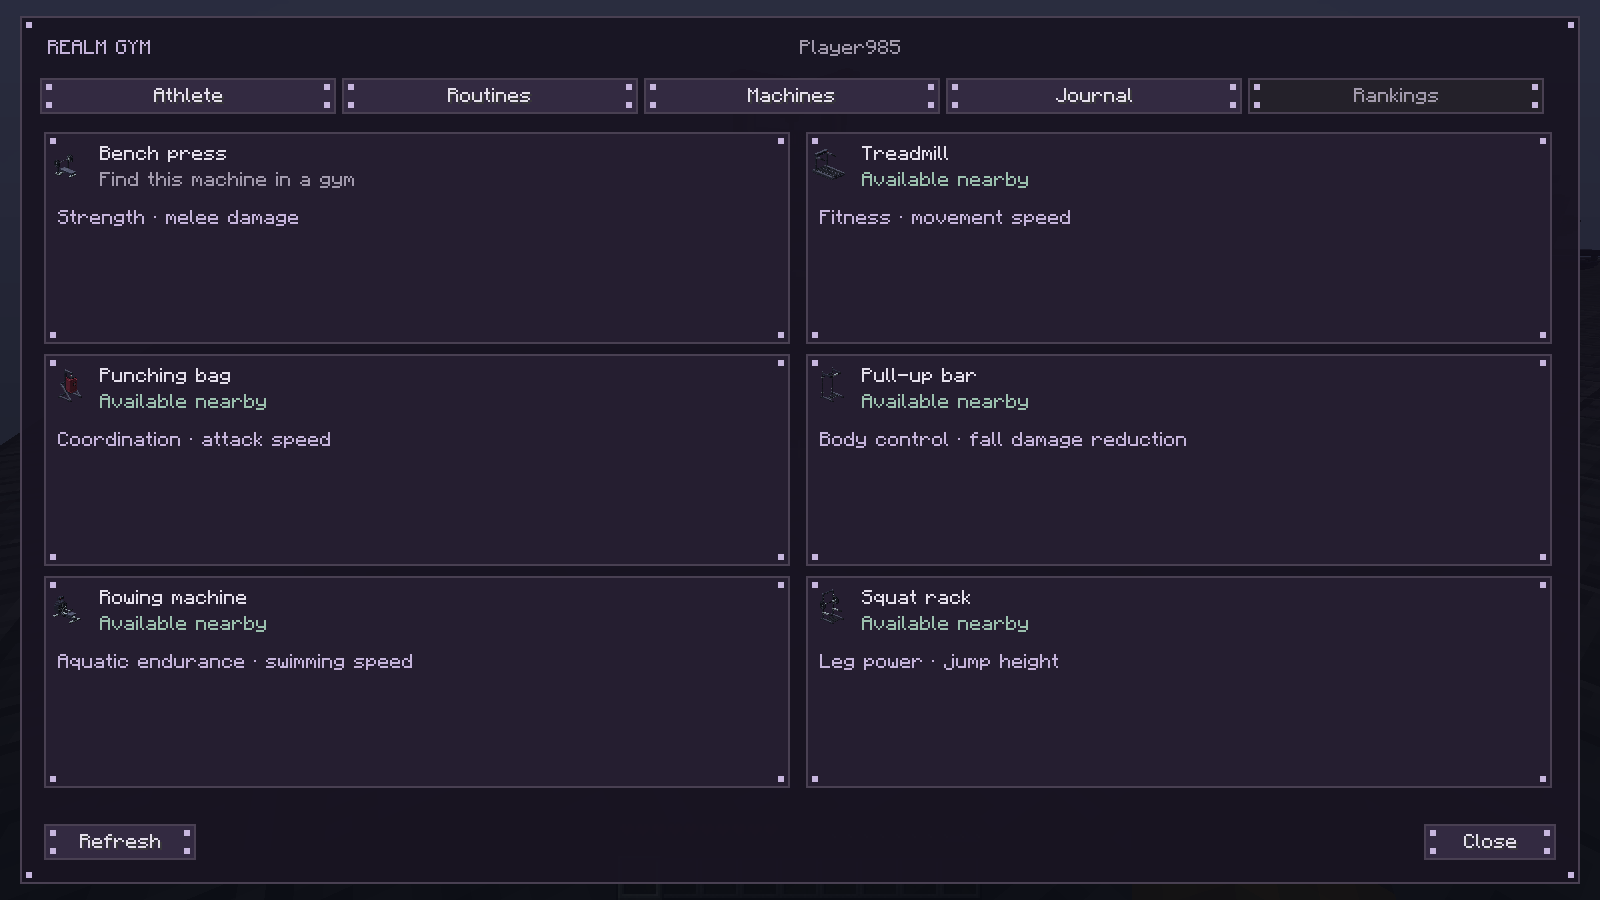 REALM GYM
Player985
Athlete
Routines
Machines
Journal
Rankings
Bench press
Find this machine in a gym
Strength · melee damage
Treadmill
Available nearby
Fitness · movement speed
Punching bag
Available nearby
Coordination · attack speed
Pull-up bar
Available nearby
Body control · fall damage reduction
Rowing machine
Available nearby
Aquatic endurance · swimming speed
Squat rack
Available nearby
Leg power · jump height
Refresh
Close